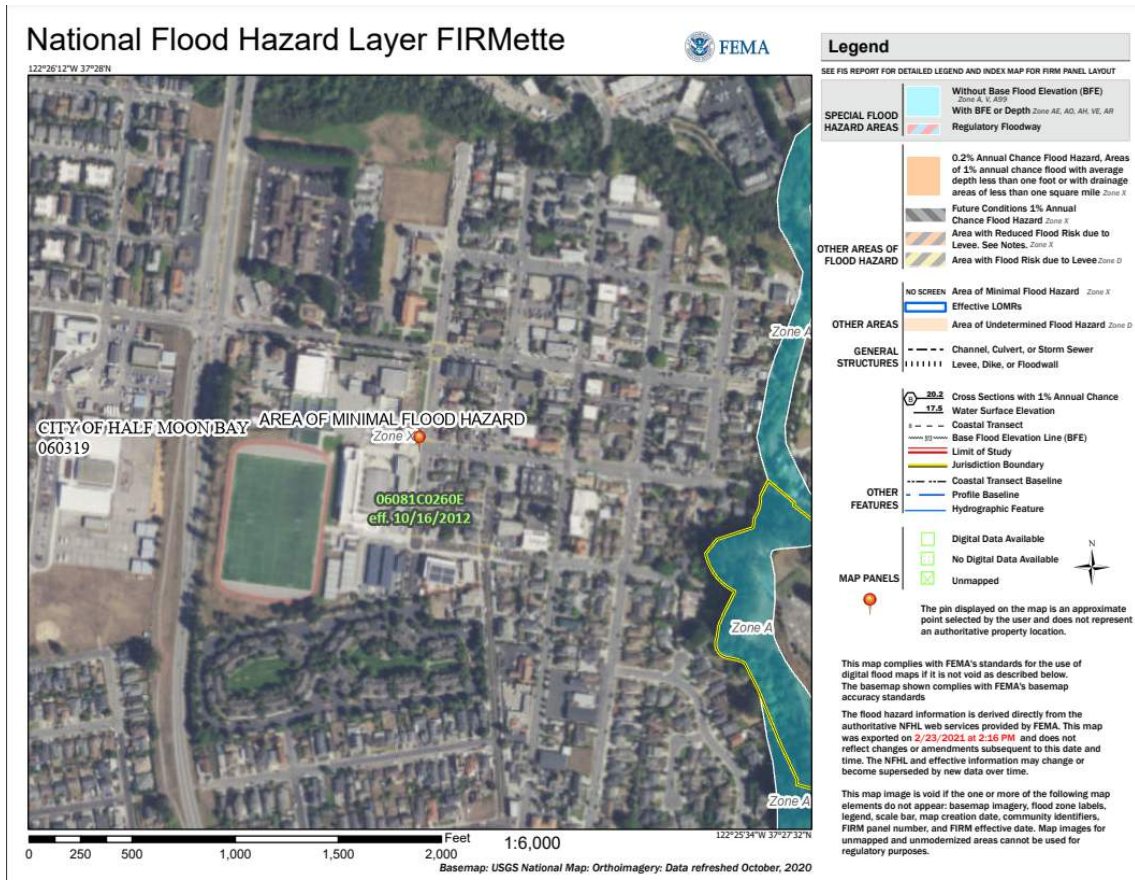 National Flood Hazard Layer FIRMette
FEMA
122°26'12"W 37°28'N
Zone A
CITY OF HALF MOON BAY
060319
AREA OF MINIMAL FLOOD HAZARD
Zone X
06081C0260E
eff. 10/16/2012
Zone A
Zone A
122°25'34"W 37°27'32"N
0 250 500 1,000 1,500 2,000
Feet
1:6,000
Basemap: USGS National Map: Orthoimagery: Data refreshed October, 2020
Legend
SEE FIS REPORT FOR DETAILED LEGEND AND INDEX MAP FOR FIRM PANEL LAYOUT
SPECIAL FLOOD
HAZARD AREAS
Without Base Flood Elevation (BFE)
Zone A, V, A99
With BFE or Depth Zone AE, AO, AH, VE, AR
Regulatory Floodway
OTHER AREAS OF
FLOOD HAZARD
0.2% Annual Chance Flood Hazard, Areas
of 1% annual chance flood with average
depth less than one foot or with drainage
areas of less than one square mile Zone X
Future Conditions 1% Annual
Chance Flood Hazard Zone X
Area with Reduced Flood Risk due to
Levee. See Notes. Zone X
Area with Flood Risk due to Levee Zone D
OTHER AREAS
NO SCREEN Area of Minimal Flood Hazard Zone X
Effective LOMRs
Area of Undetermined Flood Hazard Zone D
GENERAL
STRUCTURES
Channel, Culvert, or Storm Sewer
Levee, Dike, or Floodwall
OTHER
FEATURES
B 20.2 Cross Sections with 1% Annual Chance
17.5 Water Surface Elevation
8 Coastal Transect
513 Base Flood Elevation Line (BFE)
Limit of Study
Jurisdiction Boundary
Coastal Transect Baseline
Profile Baseline
Hydrographic Feature
MAP PANELS
Digital Data Available
No Digital Data Available
Unmapped
N
The pin displayed on the map is an approximate
point selected by the user and does not represent
an authoritative property location.
This map complies with FEMA's standards for the use of
digital flood maps if it is not void as described below.
The basemap shown complies with FEMA's basemap
accuracy standards
The flood hazard information is derived directly from the
authoritative NFHL web services provided by FEMA. This map
was exported on 2/23/2021 at 2:16 PM and does not
reflect changes or amendments subsequent to this date and
time. The NFHL and effective information may change or
become superseded by new data over time.
This map image is void if the one or more of the following map
elements do not appear: basemap imagery, flood zone labels,
legend, scale bar, map creation date, community identifiers,
FIRM panel number, and FIRM effective date. Map images for
unmapped and unmodernized areas cannot be used for
regulatory purposes.